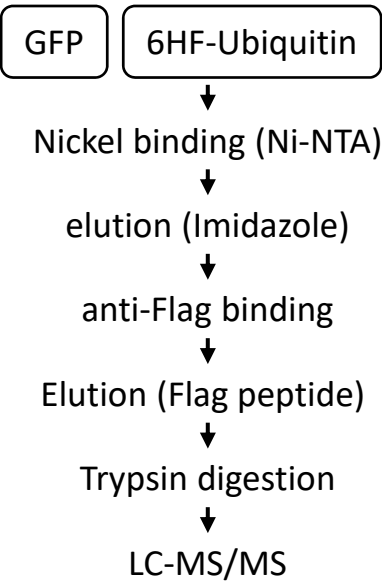 GFP 6HF-Ubiquitin
Nickel binding (Ni-NTA)
elution (Imidazole)
anti-Flag binding
Elution (Flag peptide)
Trypsin digestion
LC-MS/MS